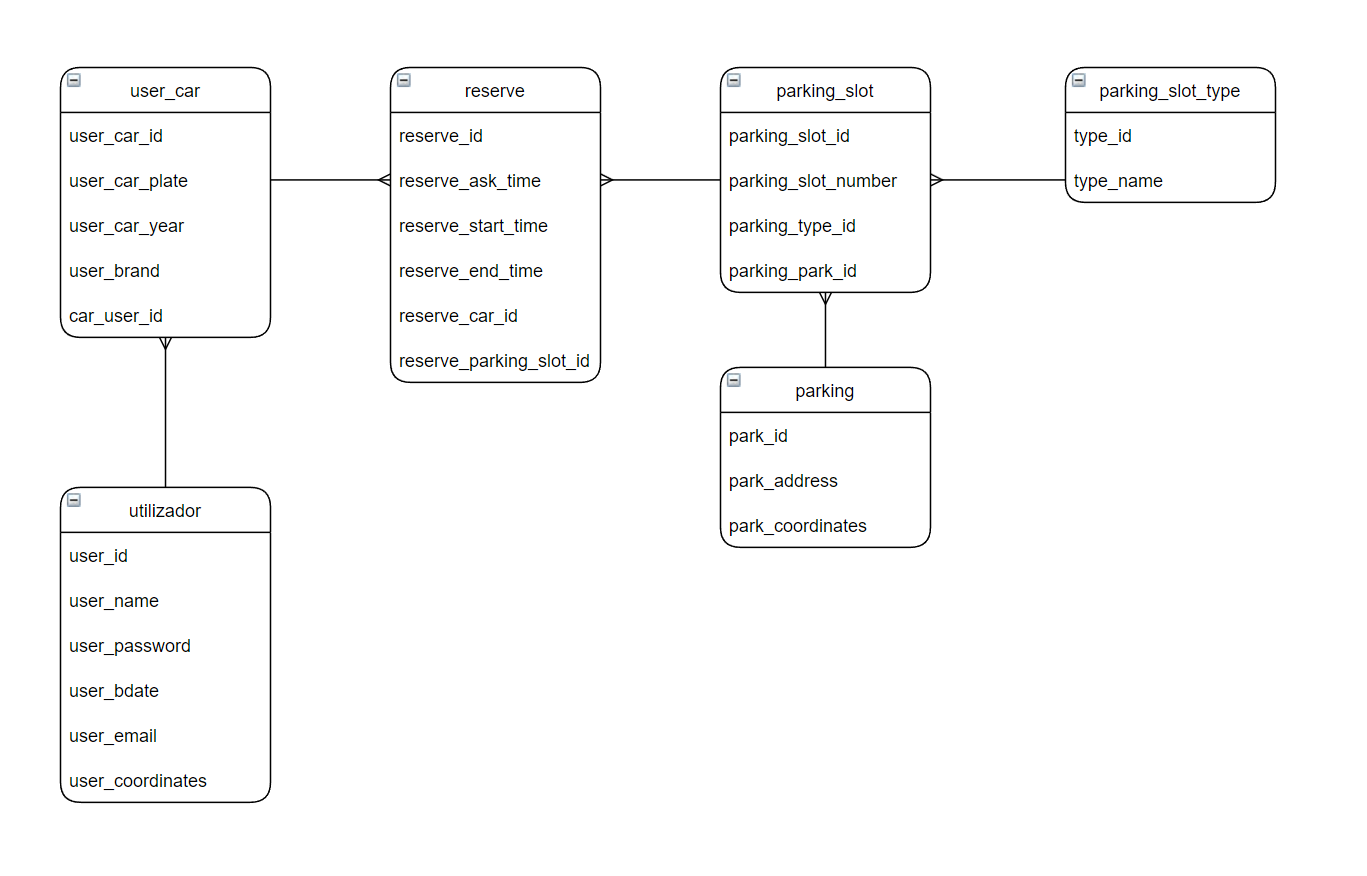 user_car
user_car_id
user_car_plate
user_car_year
user_brand
car_user_id
reserve
reserve_id
reserve_ask_time
reserve_start_time
reserve_end_time
reserve_car_id
reserve_parking_slot_id
parking_slot
parking_slot_id
parking_slot_number
parking_type_id
parking_park_id
parking_slot_type
type_id
type_name
parking
park_id
park_address
park_coordinates
utilizador
user_id
user_name
user_password
user_bdate
user_email
user_coordinates